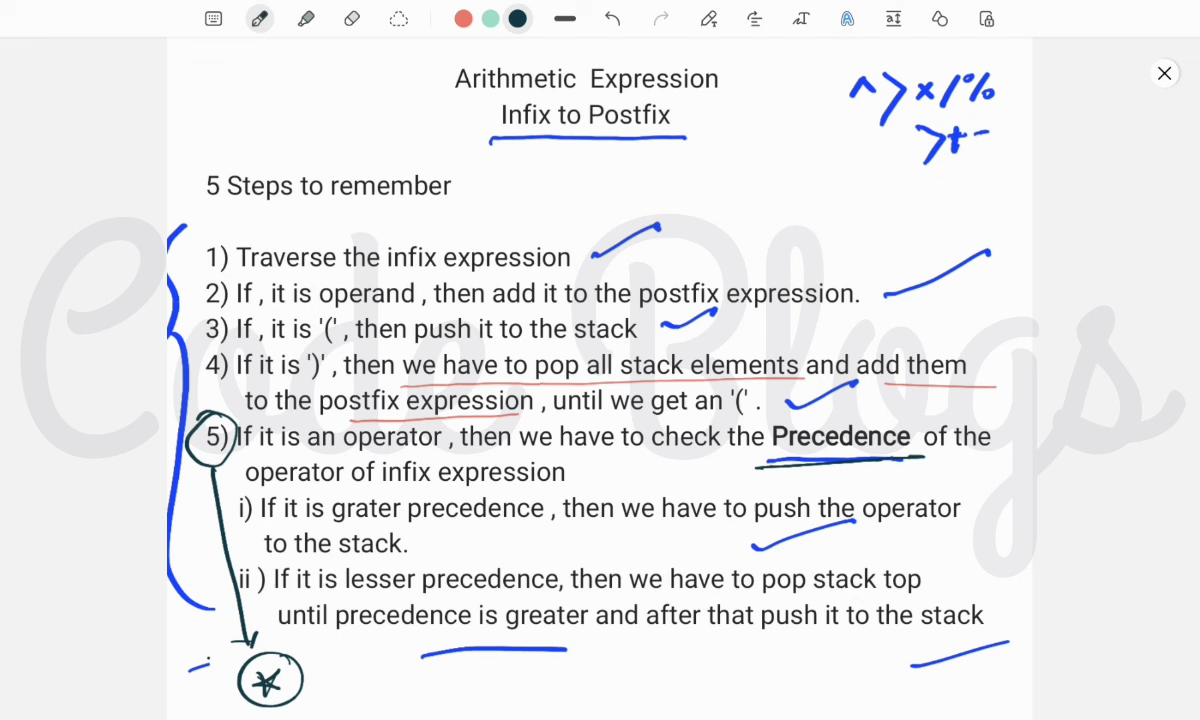 Arithmetic Expression
Infix to Postfix
^ > × / %
> + -
5 Steps to remember
1) Traverse the infix expression
2) If , it is operand , then add it to the postfix expression.
3) If , it is '(' , then push it to the stack
4) If it is ')' , then we have to pop all stack elements and add them
to the postfix expression , until we get an '(' .
5) If it is an operator , then we have to check the Precedence of the
operator of infix expression
i) If it is grater precedence , then we have to push the operator
to the stack.
ii ) If it is lesser precedence, then we have to pop stack top
until precedence is greater and after that push it to the stack
Code Blogs